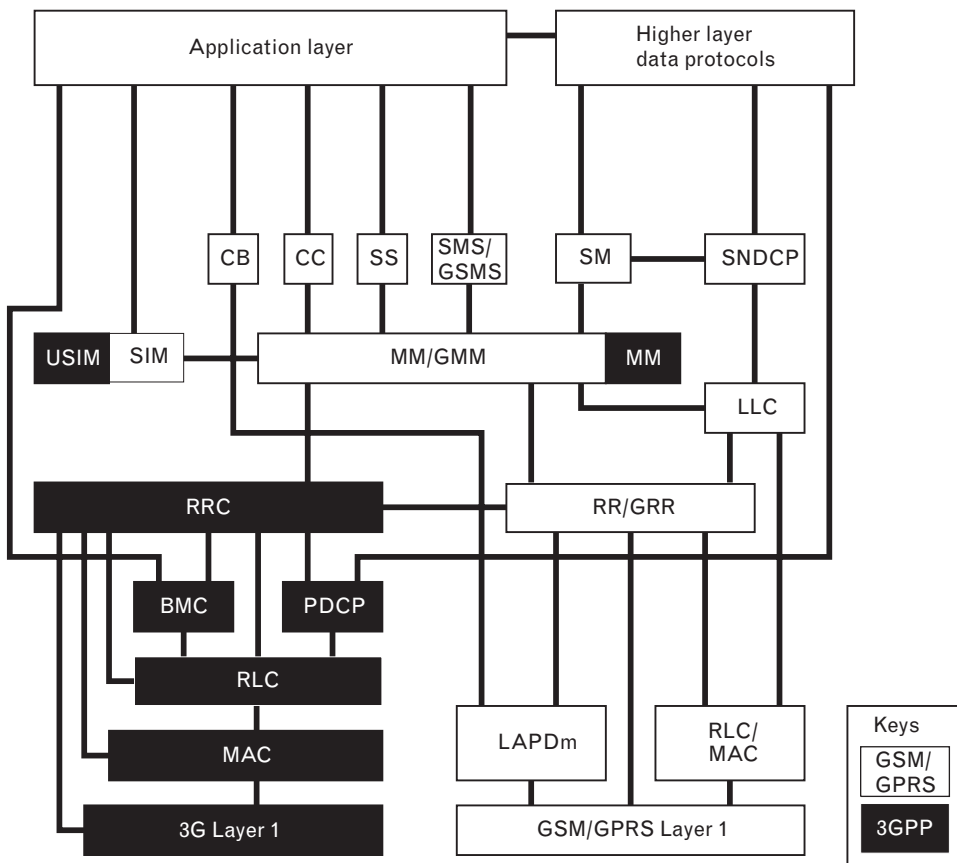 Application layer
Higher layer
data protocols
CB
CC
SS
SMS/
GSMS
SM
SNDCP
USIM
SIM
MM/GMM
MM
LLC
RRC
RR/GRR
BMC
PDCP
RLC
LAPDm
RLC/
MAC
MAC
3G Layer 1
GSM/GPRS Layer 1
Keys
GSM/
GPRS
3GPP